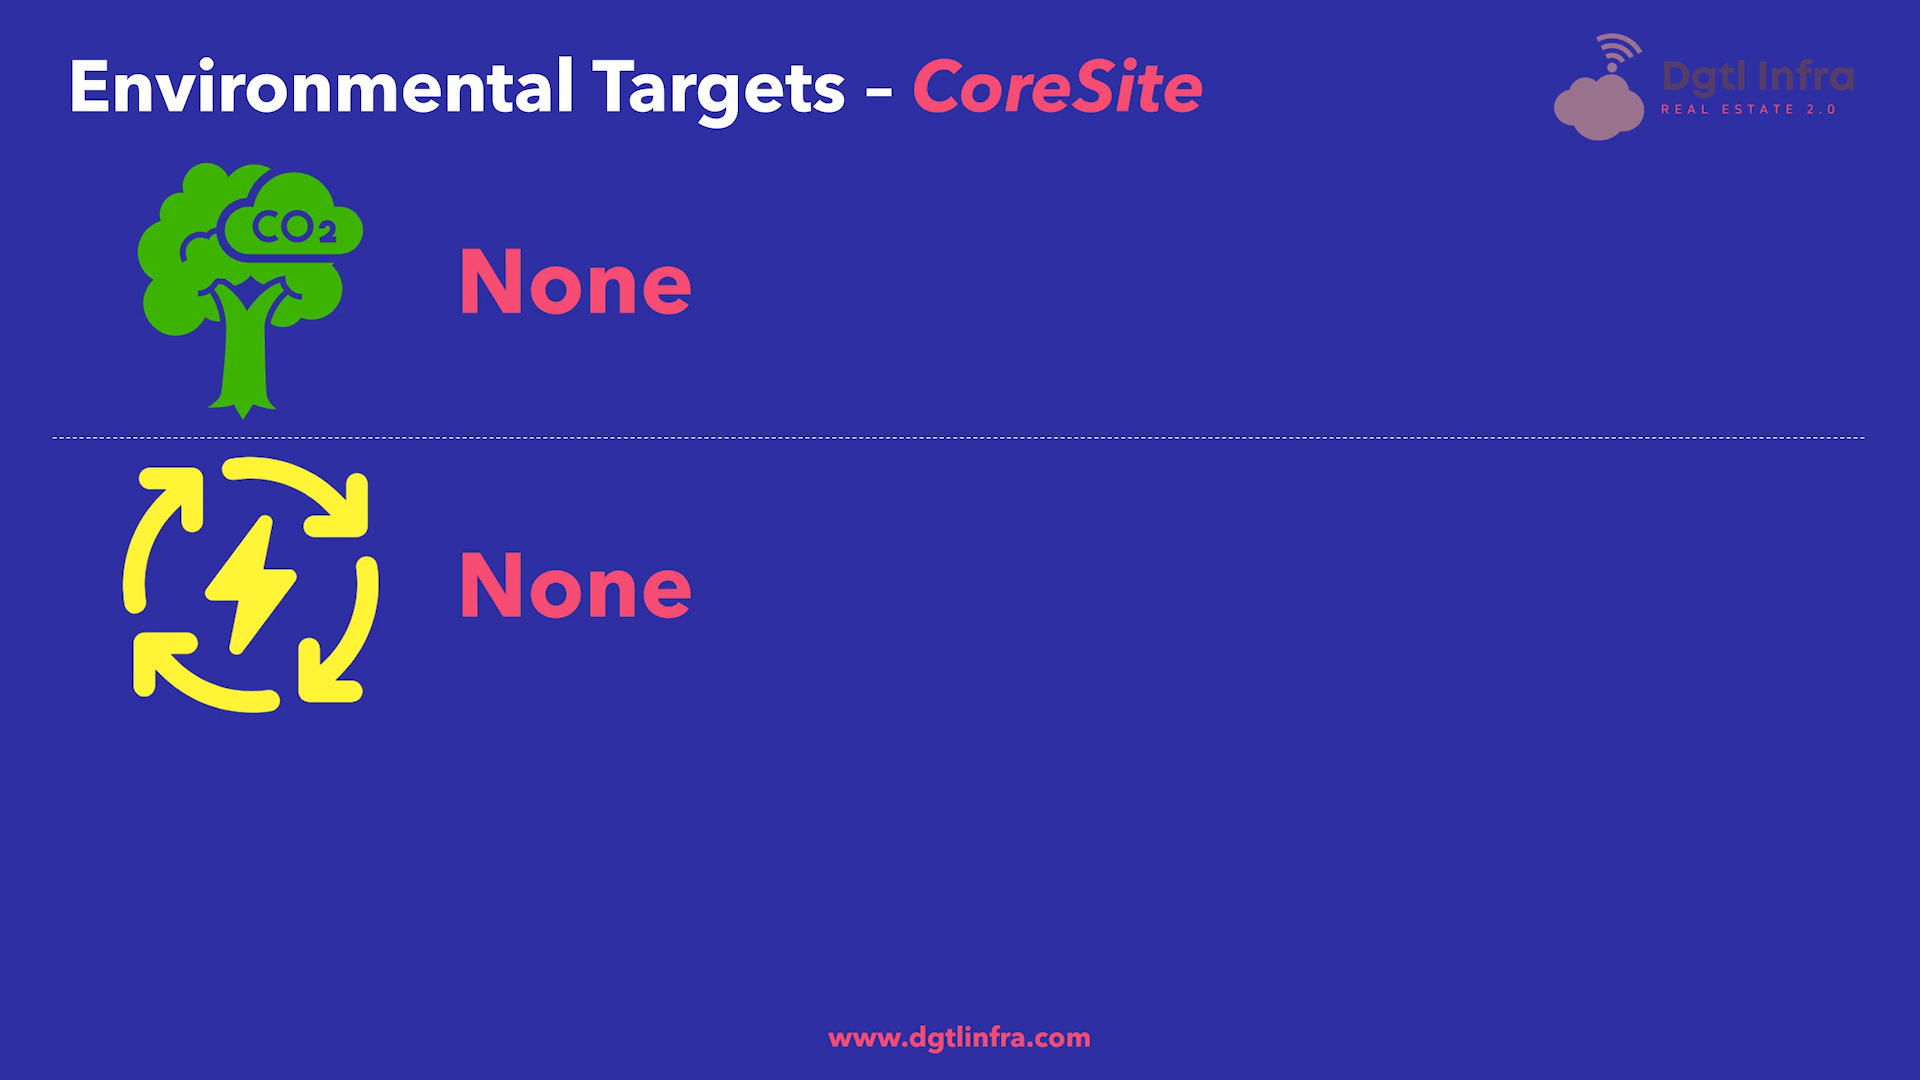 Environmental Targets – CoreSite
Dgtl Infra
REAL ESTATE 2.0
CO2
None
None
www.dgtlinfra.com